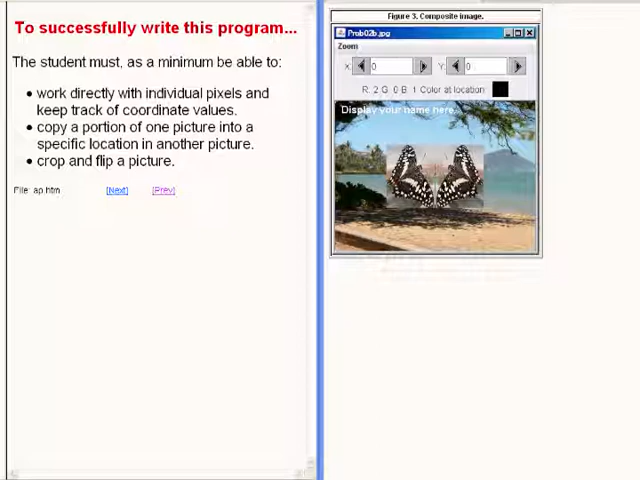 To successfully write this program...
The student must, as a minimum be able to:
• work directly with individual pixels and
keep track of coordinate values.
• copy a portion of one picture into a
specific location in another picture.
• crop and flip a picture.
File: ap.htm [Next] [Prev]
Figure 3. Composite image.
Prob02b.jpg
Zoom
X: 0 Y: 0
R: 2 G: 0 B: 1 Color at location:
Display your name here.